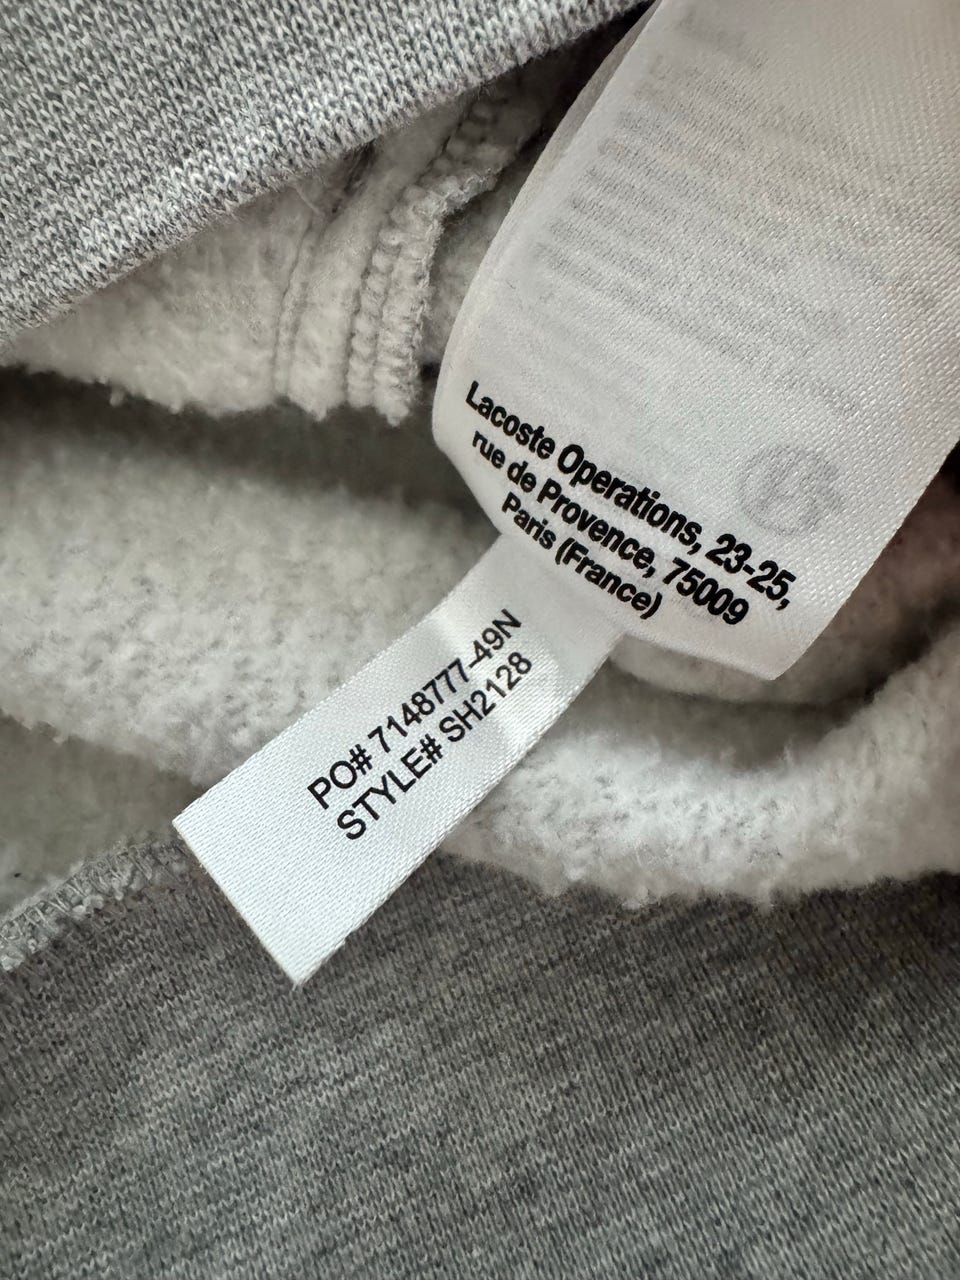 Lacoste Operations, 23-25,
rue de Provence, 75009
Paris (France)
PO# 7148777-49N
STYLE# SH2128